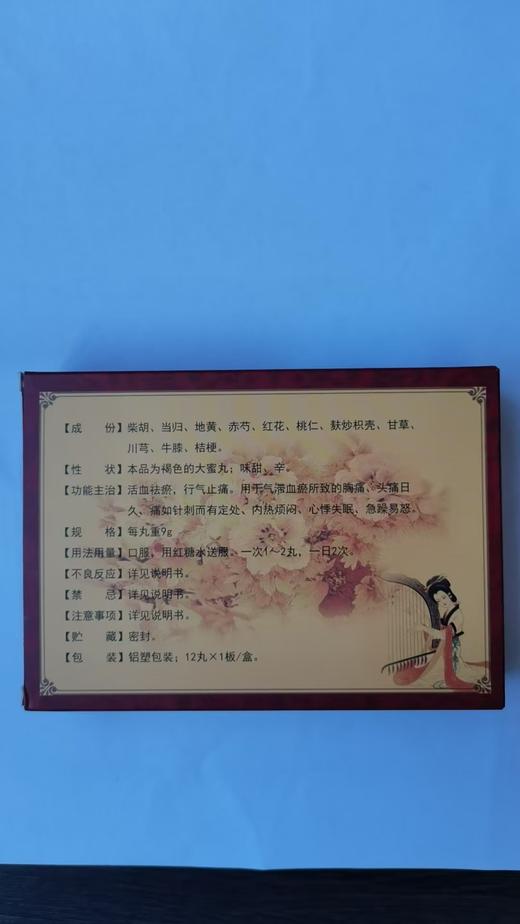 【成　　份】柴胡、当归、地黄、赤芍、红花、桃仁、麸炒枳壳、甘草、
川芎、牛膝、桔梗。
【性　　状】本品为褐色的大蜜丸；味甜、辛。
【功能主治】活血祛瘀，行气止痛。用于气滞血瘀所致的胸痹、头痛日
久、痛如针刺而有定处、内热烦闷、心悸失眠、急躁易怒。
【规　　格】每丸重9g
【用法用量】口服，用红糖水送服。一次1～2丸，一日2次。
【不良反应】详见说明书。
【禁　　忌】详见说明书。
【注意事项】详见说明书。
【贮　　藏】密封。
【包　　装】铝塑包装；12丸×1板/盒。